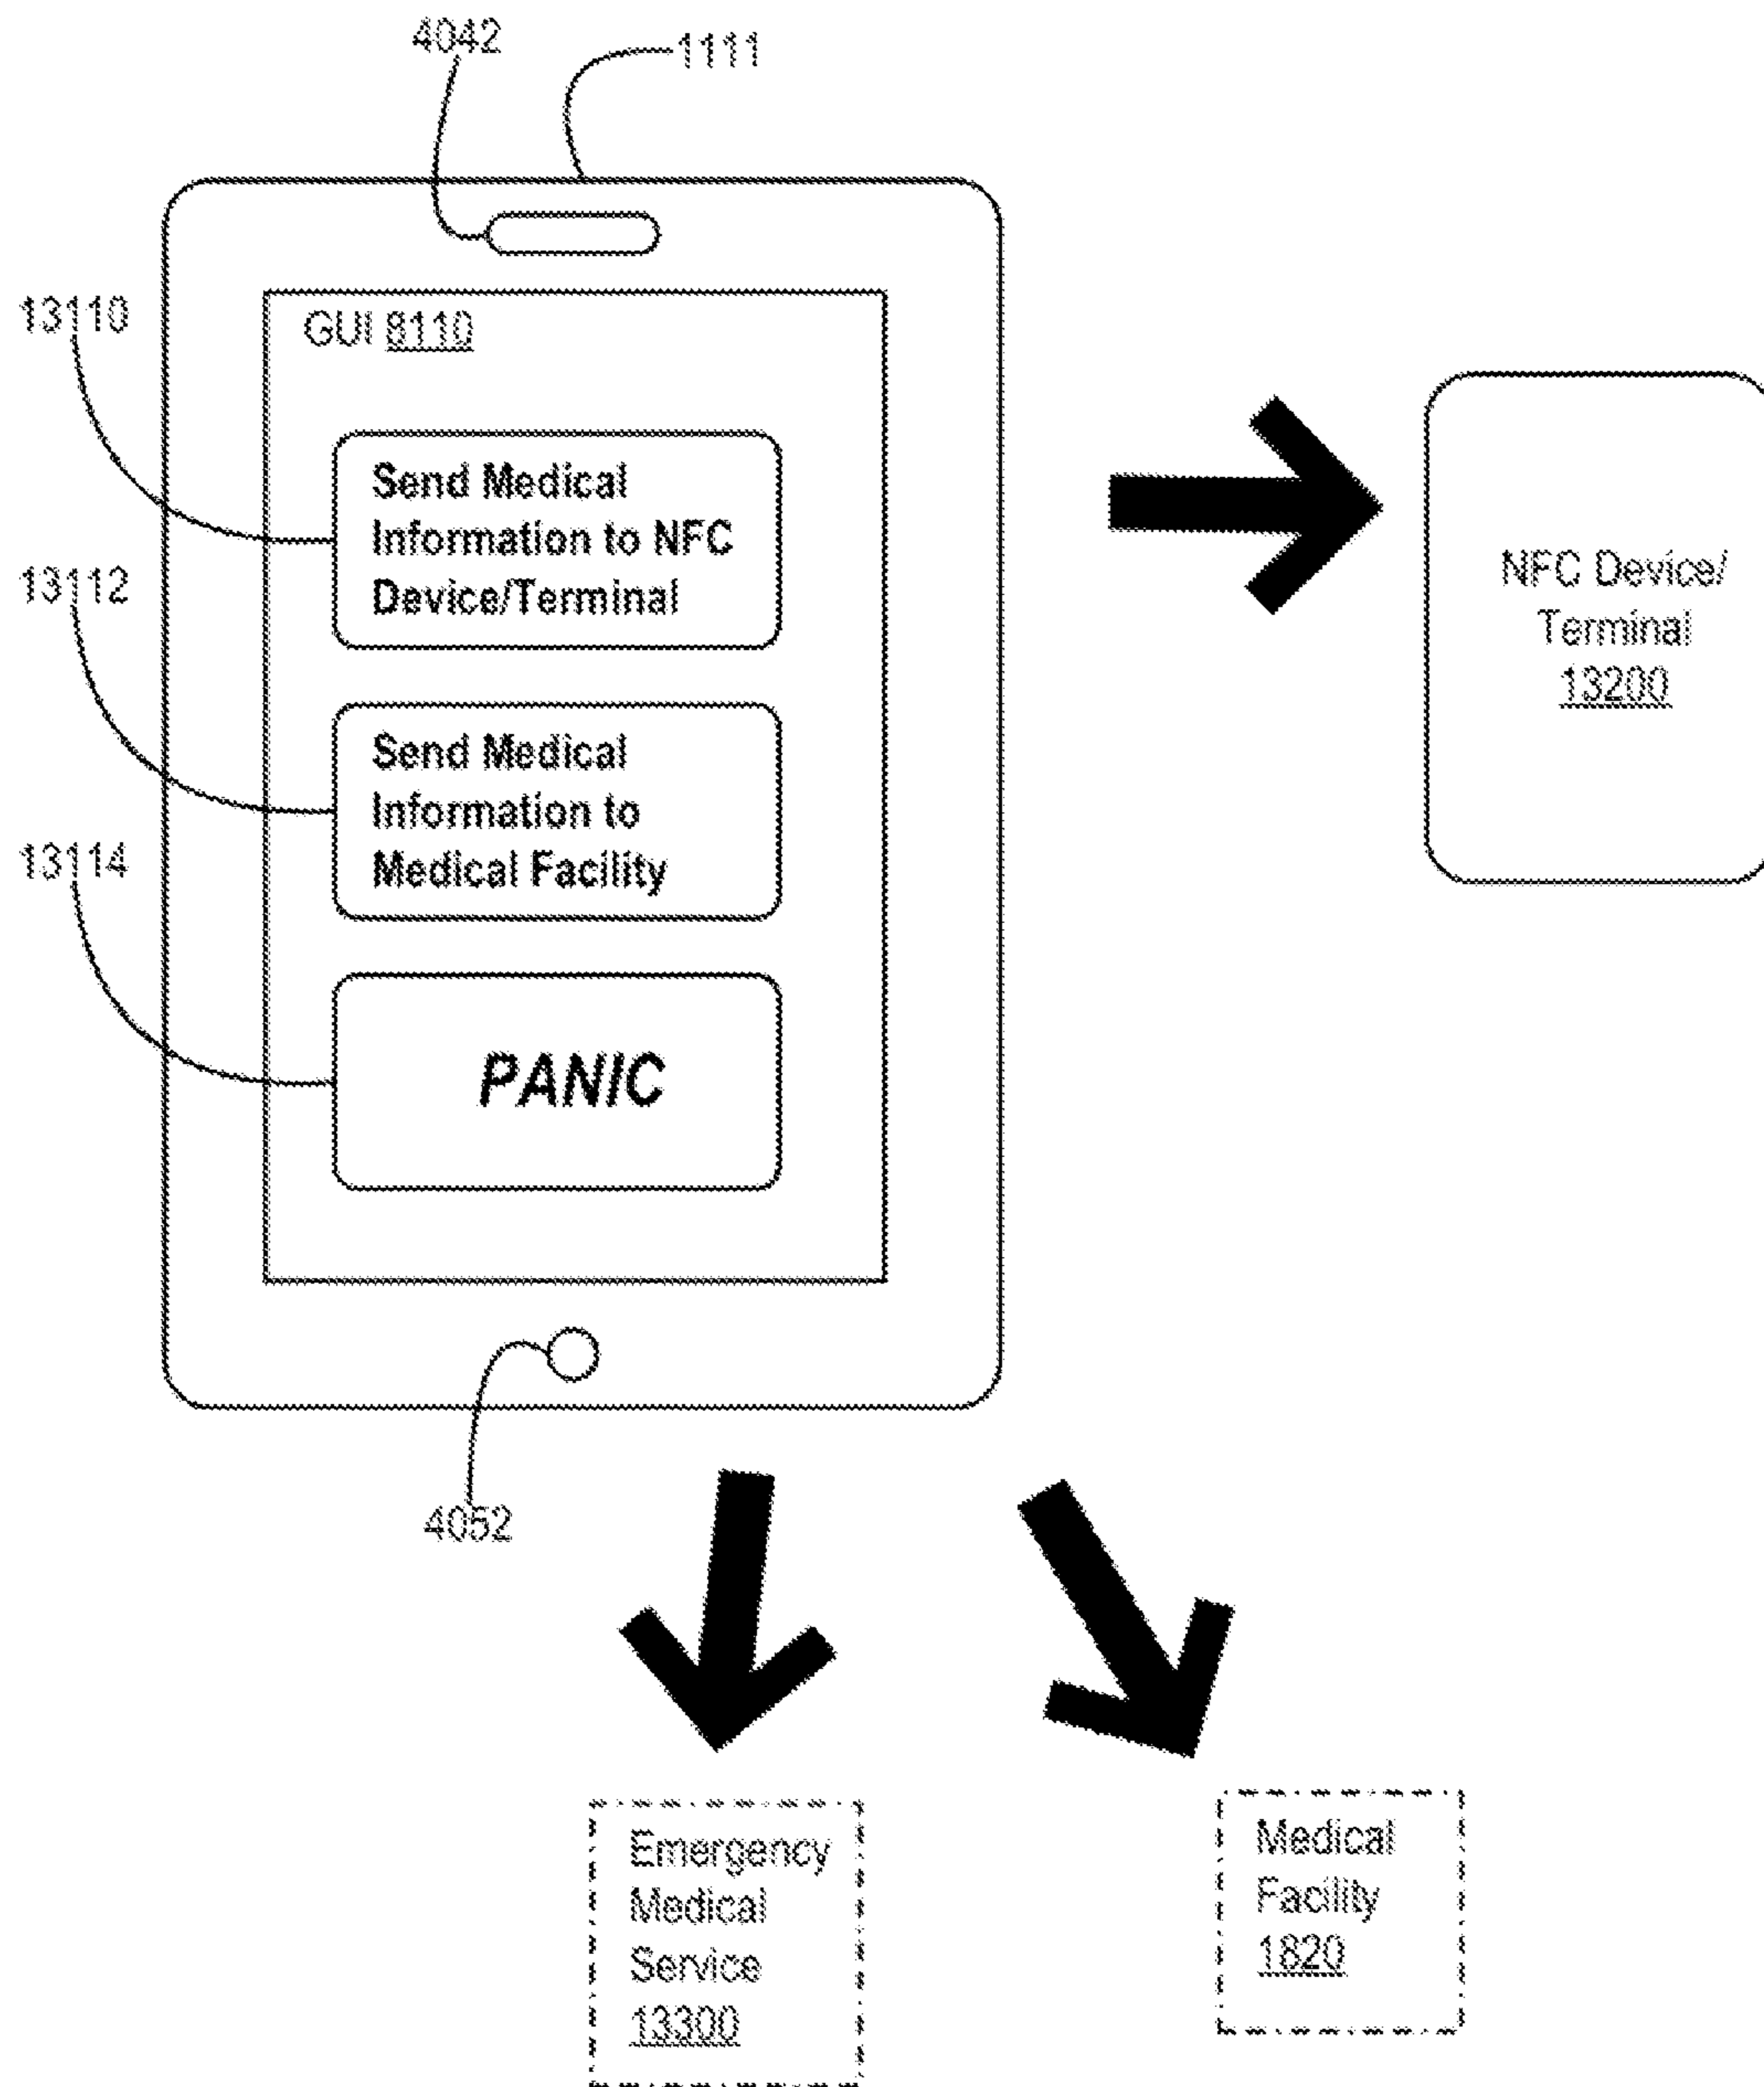 4042
1111
13110
GUI 8110
Send Medical
Information to NFC
Device/Terminal
13112
Send Medical
Information to
Medical Facility
13114
PANIC
4052
NFC Device/
Terminal
13200
Emergency
Medical
Service
13300
Medical
Facility
1820